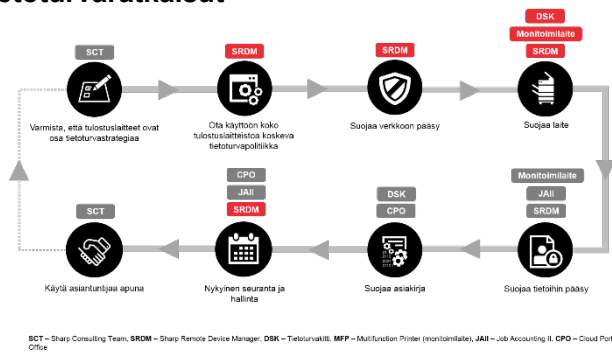 SCT
SRDM
SRDM
DSK
Monitoimilaite
SRDM
Varmista, että tulostuslaitteet ovat
osa tietoturvastrategiaa
Ota käyttöön koko
tulostuslaitteistoa koskeva
tietoturvapolitiikka
Suojaa verkkoon pääsy
Suojaa laite
SCT
CPO
JAII
SRDM
DSK
CPO
Monitoimilaite
JAII
SRDM
Käytä asiantuntijaa apuna
Nykyinen seuranta ja
hallinta
Suojaa asiakirja
Suojaa tietoihin pääsy
SCT – Sharp Consulting Team, SRDM – Sharp Remote Device Manager, DSK – Tietoturvakitti, MFP – Multifunction Printer (monitoimilaite), JAII – Job Accounting II, CPO – Cloud Por
Office